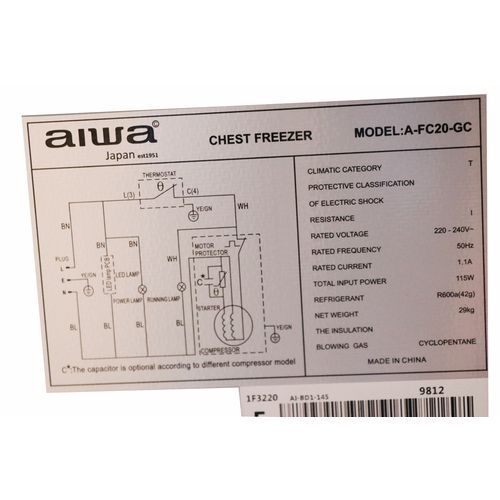 aiwa©
Japan est1951
CHEST FREEZER
MODEL:A-FC20-GC
THERMOSTAT
θ
L(3)
C(4)
YE/GN
BN
BN
WH
PLUG
L
E
N
YE/GN
LED lamp PCB
LED LAMP
POWER LAMP
RUNNING LAMP
WH
MOTOR
PROTECTOR
*
C
θ
YE/GN
STARTER
BL
BL
BL
BL
COMPRESSOR
C*:The capacitor is optional according to different compressor model
CLIMATIC CATEGORY T
PROTECTIVE CLASSIFICATION
OF ELECTRIC SHOCK
RESISTANCE I
RATED VOLTAGE 220 - 240V~
RATED FREQUENCY 50Hz
RATED CURRENT 1,1A
TOTAL INPUT POWER 115W
REFRIGERANT R600a(42g)
NET WEIGHT 29kg
THE INSULATION
BLOWING GAS CYCLOPENTANE
MADE IN CHINA
1F3220 AJ-BD1-145 9812